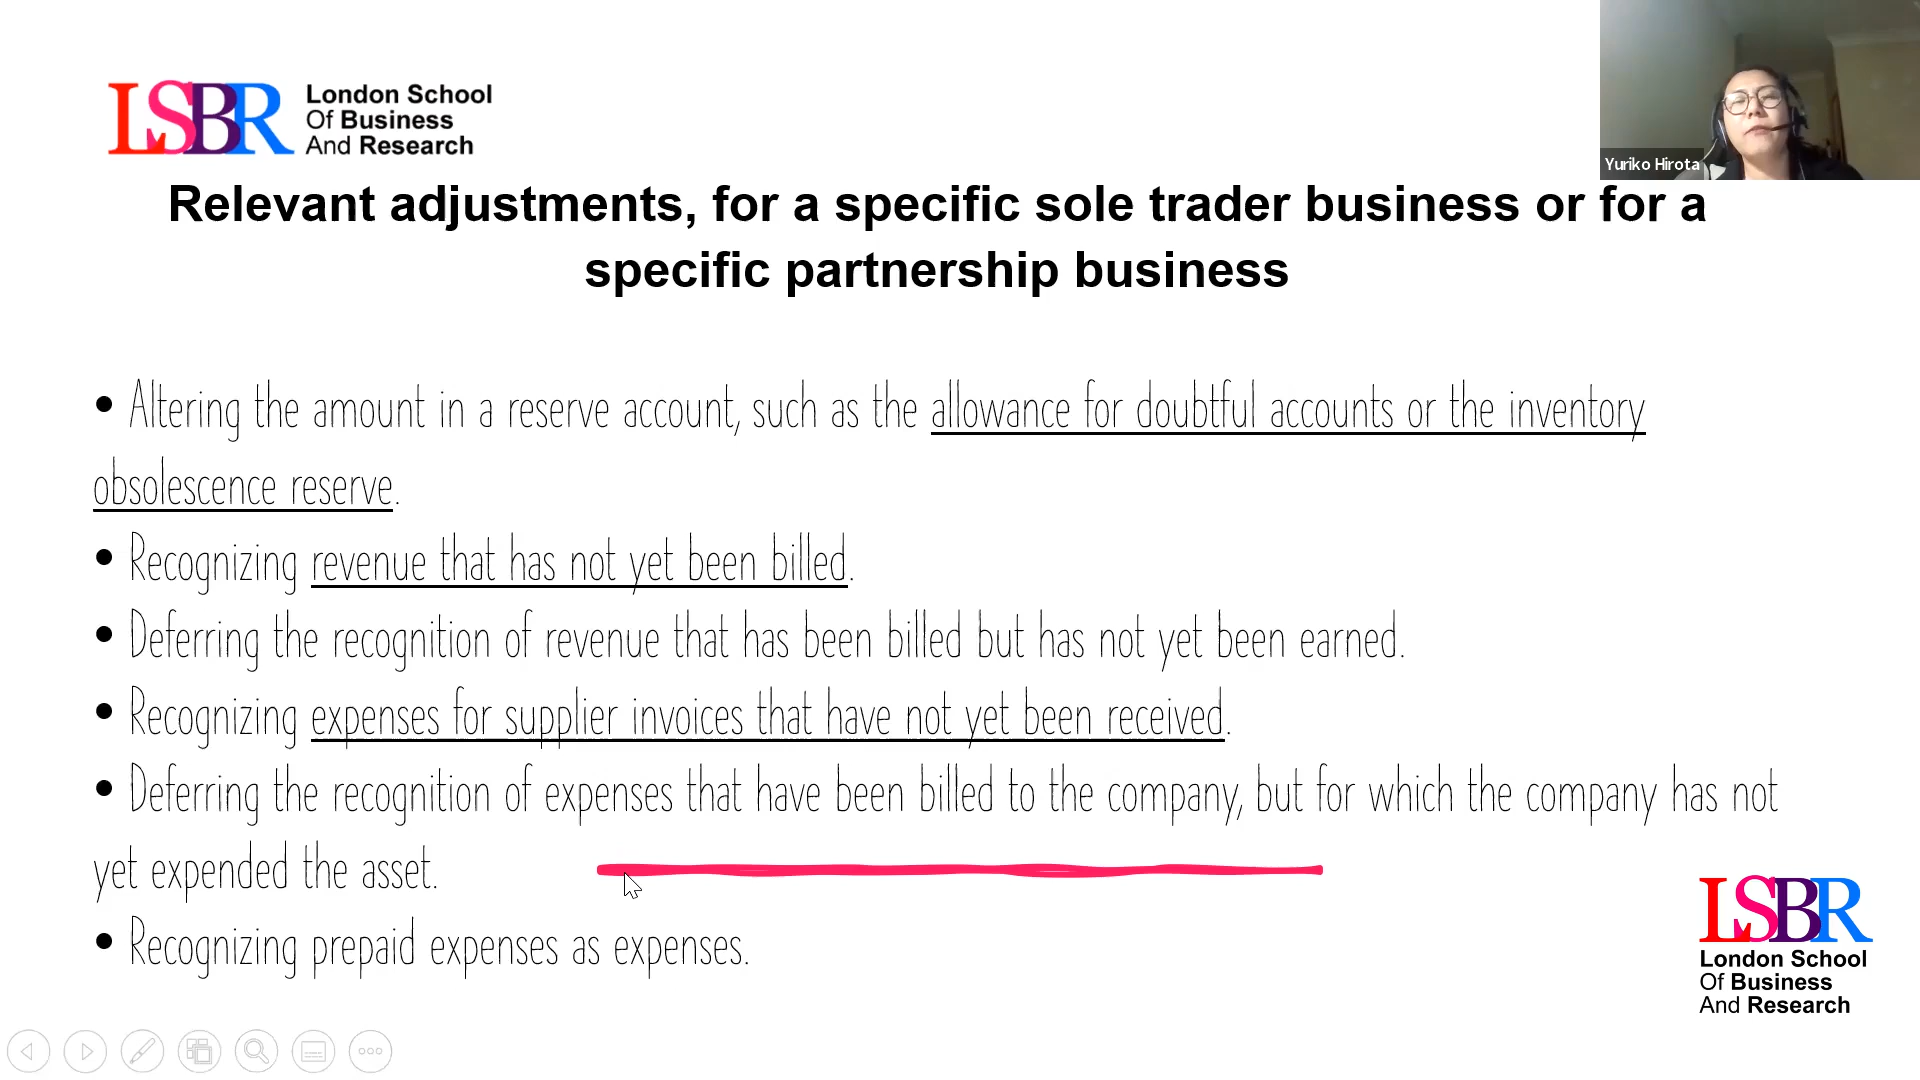 LSBR London School
Of Business
And Research
Yuriko Hirota
Relevant adjustments, for a specific sole trader business or for a
specific partnership business
• Altering the amount in a reserve account, such as the allowance for doubtful accounts or the inventory
obsolescence reserve.
• Recognizing revenue that has not yet been billed.
• Deferring the recognition of revenue that has been billed but has not yet been earned.
• Recognizing expenses for supplier invoices that have not yet been received.
• Deferring the recognition of expenses that have been billed to the company, but for which the company has not
yet expended the asset.
• Recognizing prepaid expenses as expenses.
LSBR
London School
Of Business
And Research